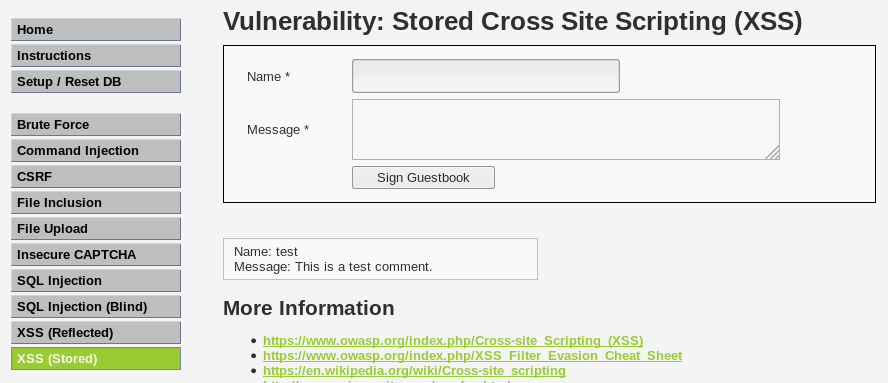 Home
Instructions
Setup / Reset DB
Brute Force
Command Injection
CSRF
File Inclusion
File Upload
Insecure CAPTCHA
SQL Injection
SQL Injection (Blind)
XSS (Reflected)
XSS (Stored)
Vulnerability: Stored Cross Site Scripting (XSS)
Name *
Message *
Sign Guestbook
Name: test
Message: This is a test comment.
More Information
https://www.owasp.org/index.php/Cross-site_Scripting_(XSS)
https://www.owasp.org/index.php/XSS_Filter_Evasion_Cheat_Sheet
https://en.wikipedia.org/wiki/Cross-site_scripting